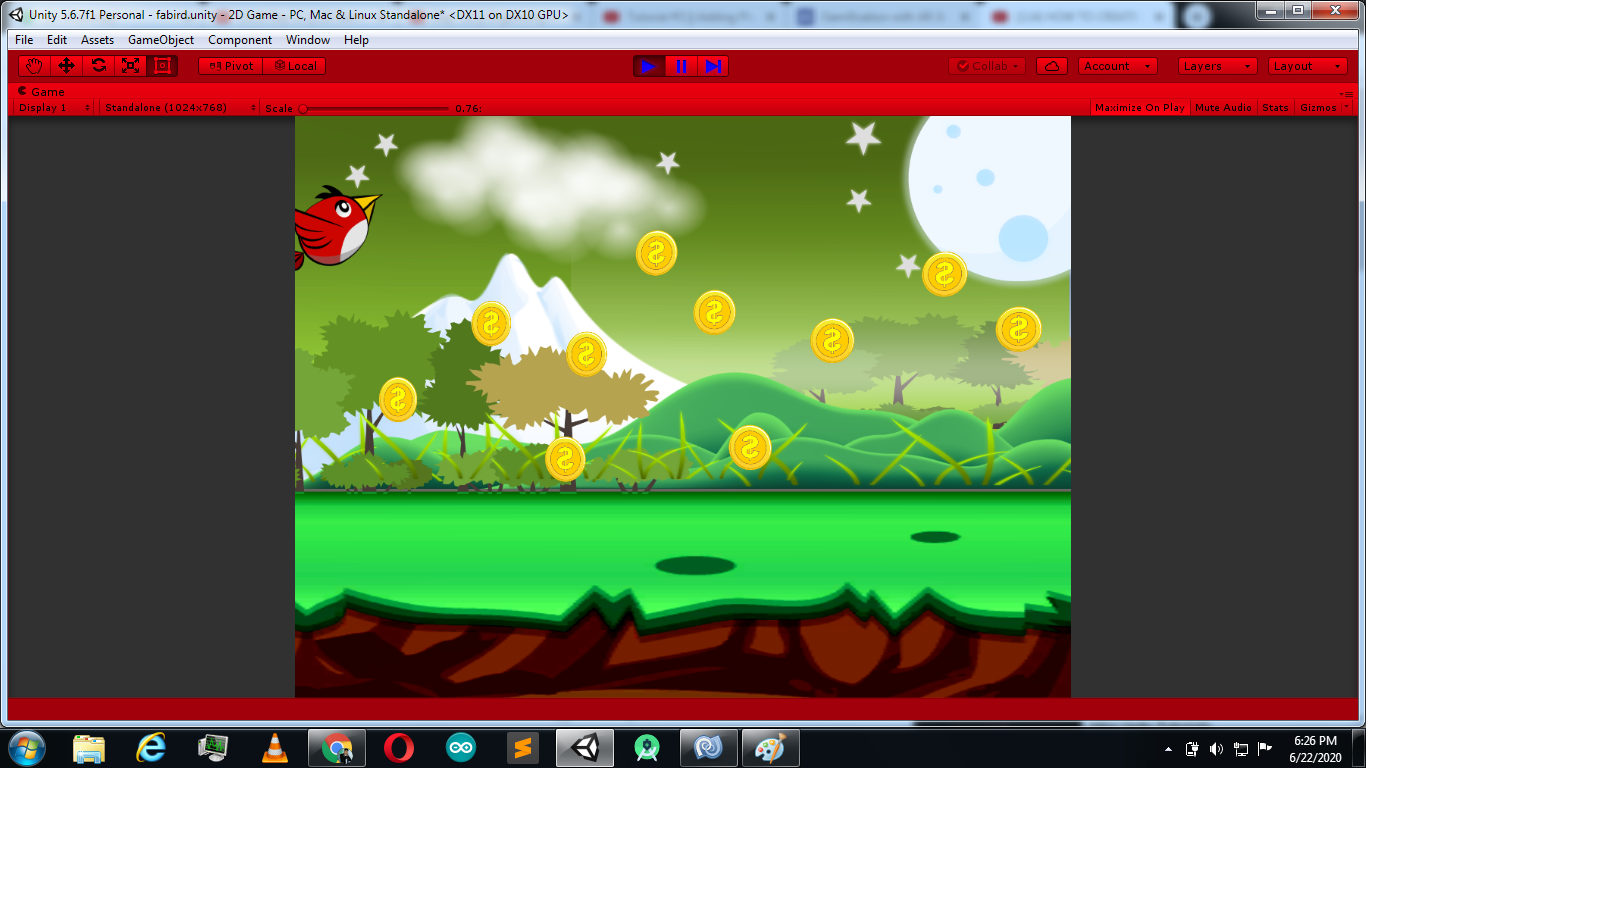 Unity 5.6.7f1 Personal - fabird.unity - 2D Game - PC, Mac & Linux Standalone* <DX11 on DX10 GPU>
File Edit Assets GameObject Component Window Help
Pivot Local Collab Account Layers Layout
Game
Display 1 Standalone (1024x768) Scale 0.76: Maximize On Play Mute Audio Stats Gizmos
6:26 PM
6/22/2020